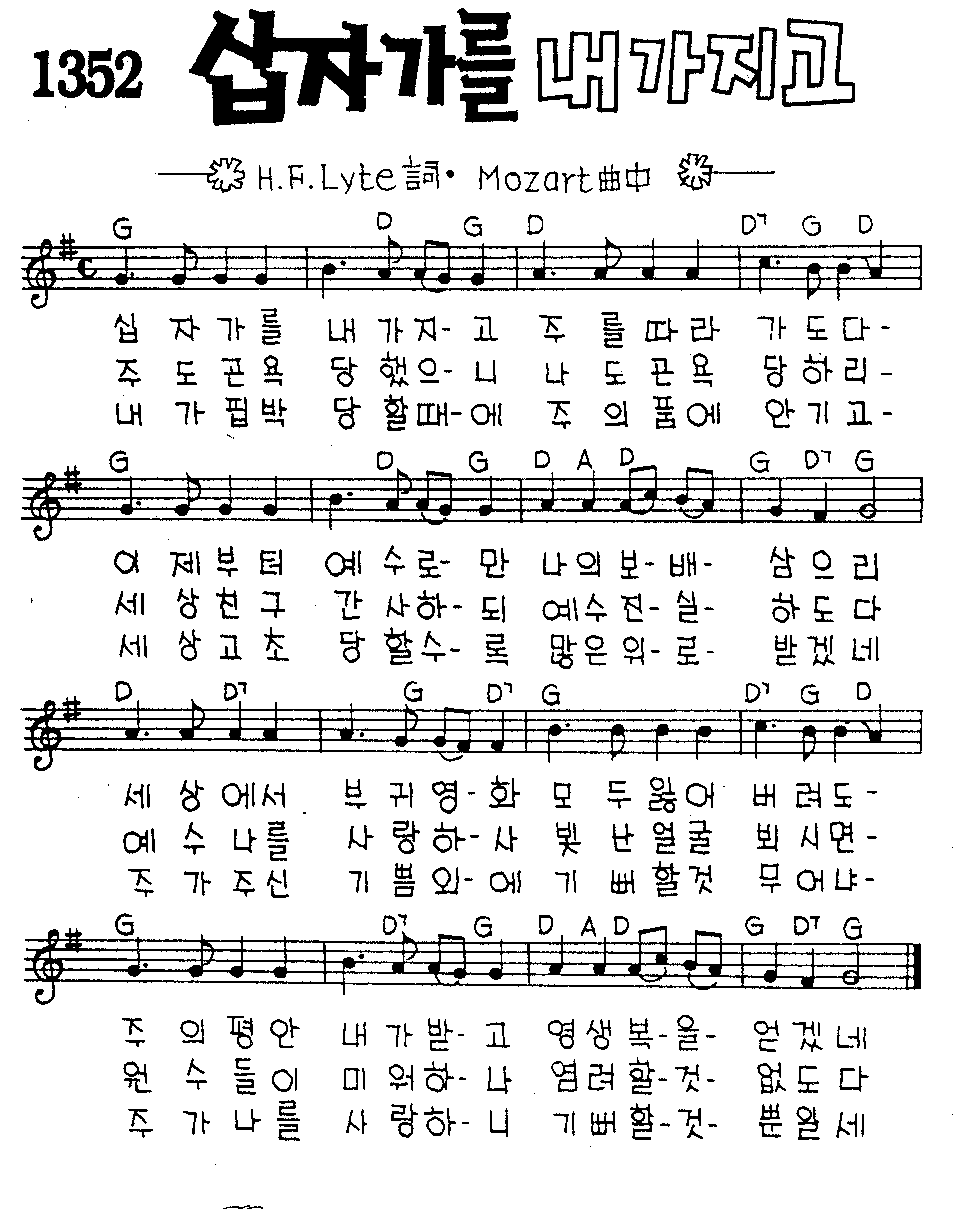 1352 십자가를 내가지고
H.F.Lyte詞· Mozart曲中
G D G D D7 G D
십 자 가 를 내 가 지- 고 주 를 따 라 가 도 다-
주 도 곤 욕 당 했 으- 니 나 도 곤 욕 당 하 리-
내 가 핍 박 당 할 때- 에 주 의 품 에 안 기 고-
G D G D A D G D7 G
이 제 부 터 예 수 로- 만 나 의 보- 배- 삼 으 리
세 상 친 구 간 사 하- 되 예 수 진- 실- 하 도 다
세 상 고 초 당 할 수- 록 많 은 위- 로- 받 겠 네
D D7 G D7 G D7 G D
세 상 에 서 부 귀 영- 화 모 두 잃 어 버 려 도-
예 수 나 를 사 랑 하- 사 빛 난 얼 굴 뵈 시 면-
주 가 주 신 기 쁨 외- 에 기 뻐 할 것 무 어 냐-
G D7 G D A D G D7 G
주 의 평 안 내 가 받- 고 영 생 복- 을- 얻 겠 네
원 수 들 이 미 워 하- 나 염 려 할- 것- 없 도 다
주 가 나 를 사 랑 하- 니 기 뻐 할- 것- 뿐 일 세